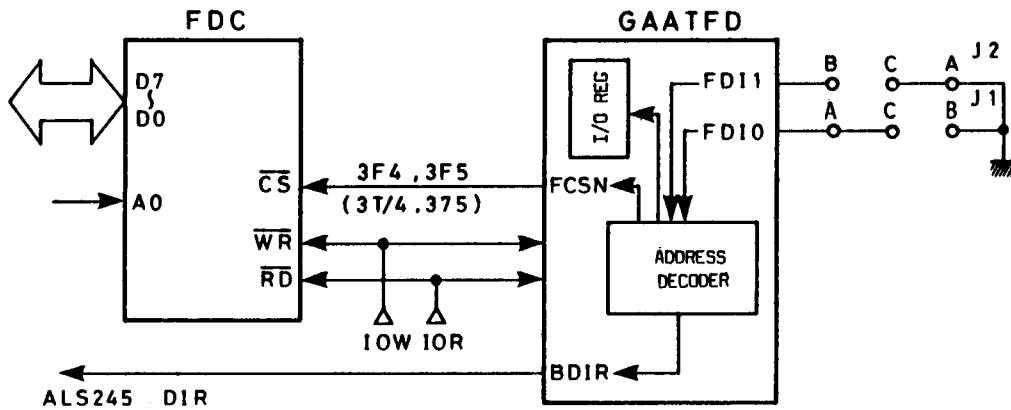 FDC
GAATFD
D7
∫
D0
A0
CS
WR
RD
3F4 , 3F5
(3T/4 , 375)
IOW IOR
I/O REG
FDI1
FDI0
FCSN
ADDRESS
DECODER
BDIR
B C A J2
A C B J1
ALS245 DIR